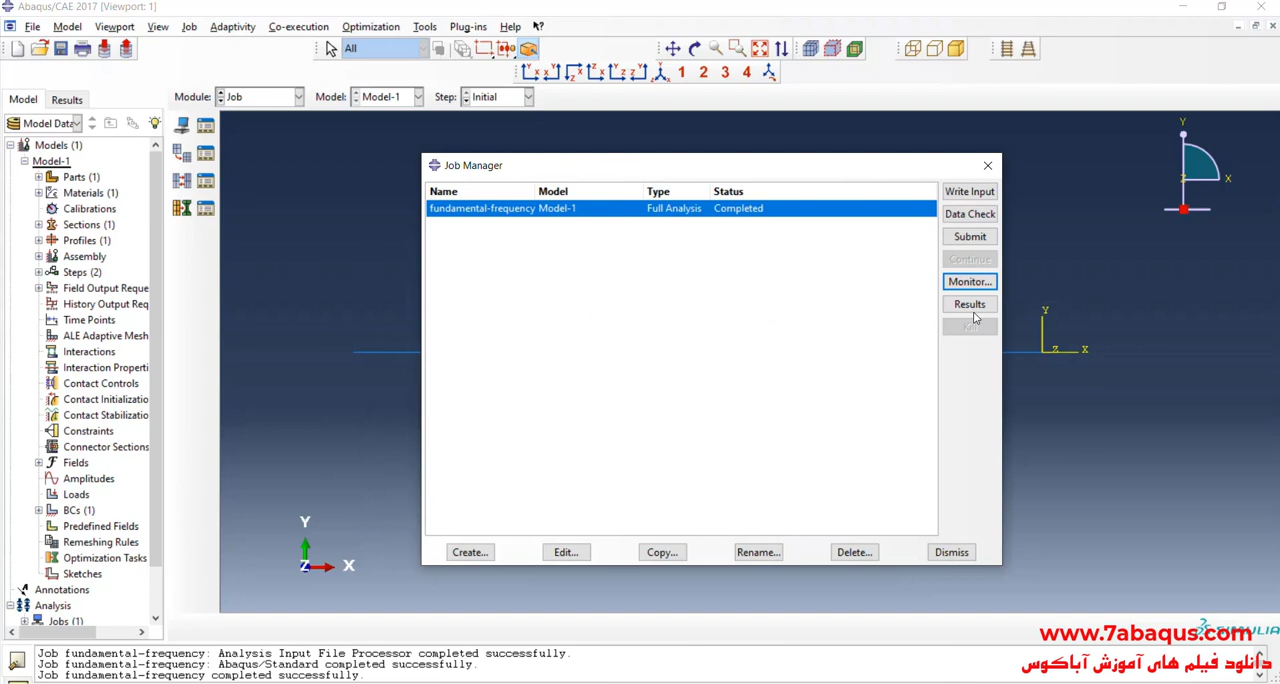 Abaqus/CAE 2017 [Viewport: 1]
File Model Viewport View Job Adaptivity Co-execution Optimization Tools Plug-ins Help
All
1 2 3 4
Model Results
Module: Job Model: Model-1 Step: Initial
Model Data
Models (1)
Model-1
Parts (1)
Materials (1)
Calibrations
Sections (1)
Profiles (1)
Assembly
Steps (2)
Field Output Reque
History Output Req
Time Points
ALE Adaptive Mesh
Interactions
Interaction Properti
Contact Controls
Contact Initializatio
Contact Stabilizatio
Constraints
Connector Sections
Fields
Amplitudes
Loads
BCs (1)
Predefined Fields
Remeshing Rules
Optimization Tasks
Sketches
Annotations
Analysis
Jobs (1)
Job Manager
Name Model Type Status
fundamental-frequency Model-1 Full Analysis Completed
Write Input
Data Check
Submit
Continue
Monitor...
Results
Kill
Create... Edit... Copy... Rename... Delete... Dismiss
Y
X
Z
Y
Z X
Y
Z X
SIMULIA
www.7abaqus.com
دانلود فیلم های آموزش آباکوس
Job fundamental-frequency: Analysis Input File Processor completed successfully.
Job fundamental-frequency: Abaqus/Standard completed successfully.
Job fundamental-frequency completed successfully.